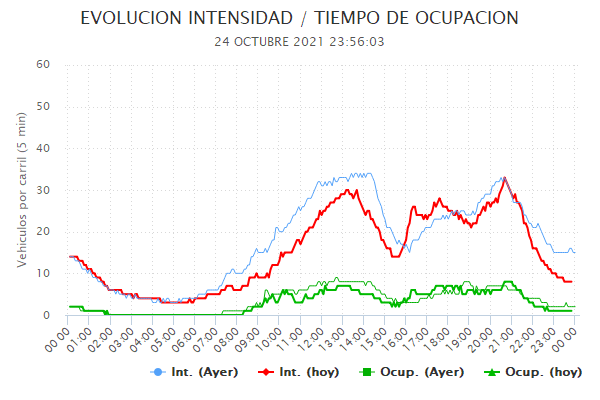 EVOLUCION INTENSIDAD / TIEMPO DE OCUPACION
24 OCTUBRE 2021 23:56:03
Vehiculos por carril (5 min)
60
50
40
30
20
10
0
00:00 01:00 02:00 03:00 04:00 05:00 06:00 07:00 08:00 09:00 10:00 11:00 12:00 13:00 14:00 15:00 16:00 17:00 18:00 19:00 20:00 21:00 22:00 23:00 00:00
Int. (Ayer) Int. (hoy) Ocup. (Ayer) Ocup. (hoy)